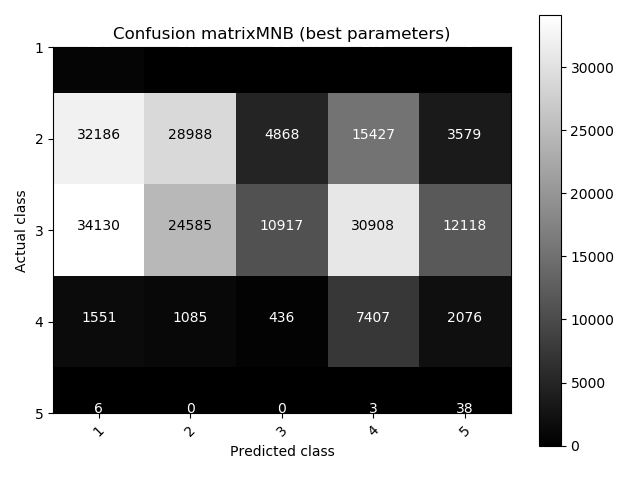 Confusion matrixMNB (best parameters)
1
2 32186 28988 4868 15427 3579
3 34130 24585 10917 30908 12118
4 1551 1085 436 7407 2076
5 6 0 0 3 38
1 2 3 4 5
Predicted class
Actual class
30000
25000
20000
15000
10000
5000
0